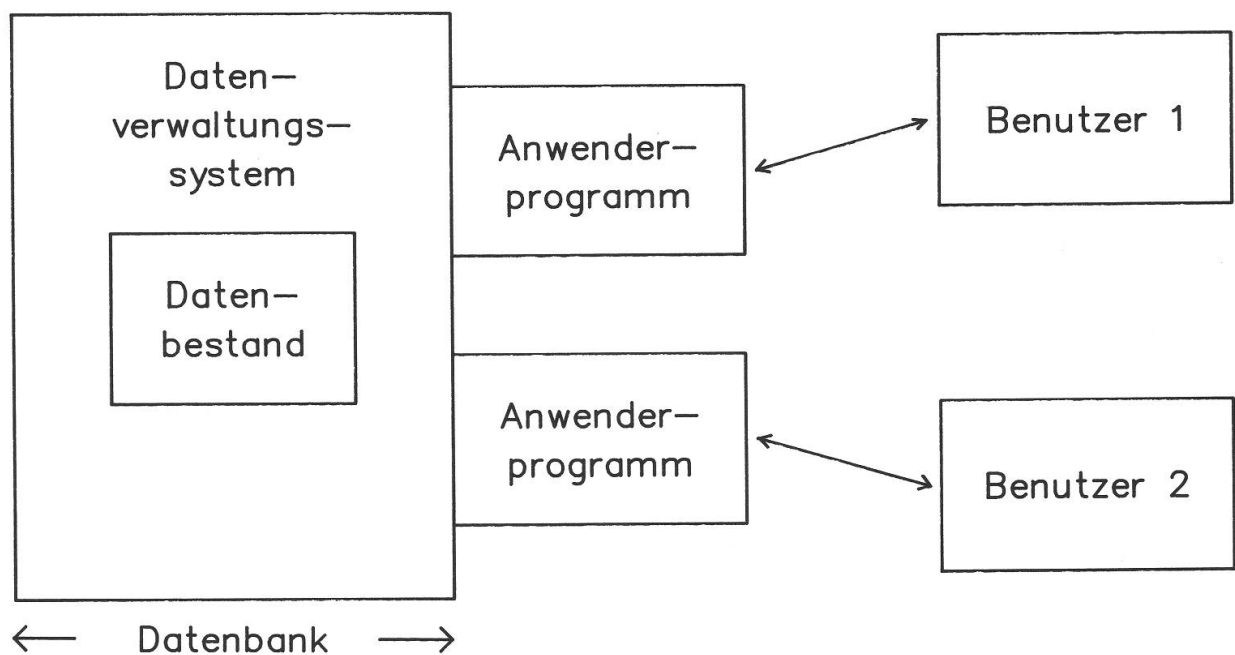 Daten-
verwaltungs-
system
Daten-
bestand
Anwender-
programm
Anwender-
programm
Benutzer 1
Benutzer 2
Datenbank